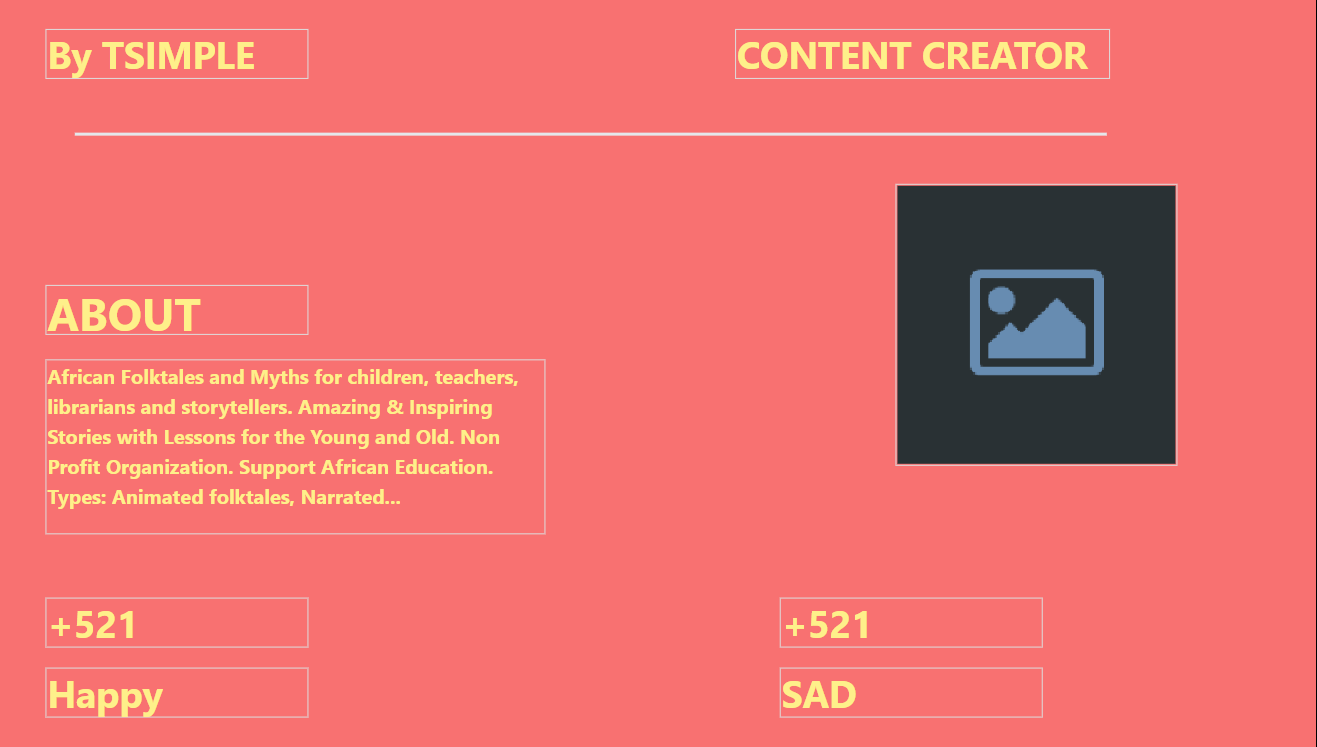 By TSIMPLE
CONTENT CREATOR
ABOUT
African Folktales and Myths for children, teachers,
librarians and storytellers. Amazing & Inspiring
Stories with Lessons for the Young and Old. Non
Profit Organization. Support African Education.
Types: Animated folktales, Narrated...
+521
+521
Happy
SAD